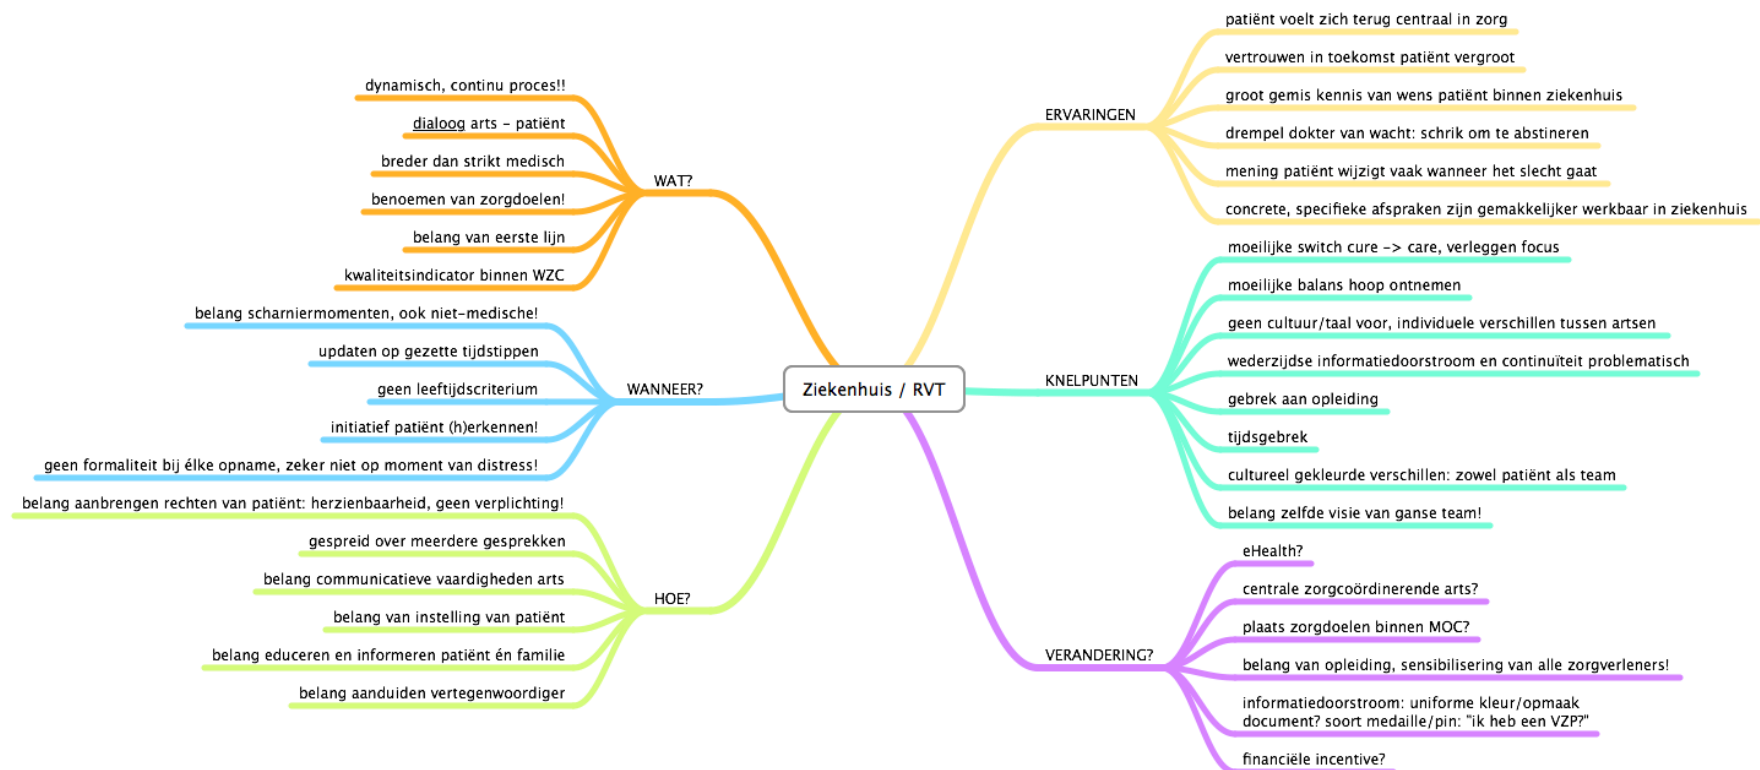 Ziekenhuis / RVT
WAT?
dynamisch, continu proces!!
dialoog arts – patiënt
breder dan strikt medisch
benoemen van zorgdoelen!
belang van eerste lijn
kwaliteitsindicator binnen WZC
WANNEER?
belang scharniermomenten, ook niet-medische!
updaten op gezette tijdstippen
geen leeftijdscriterium
initiatief patiënt (h)erkennen!
geen formaliteit bij élke opname, zeker niet op moment van distress!
HOE?
belang aanbrengen rechten van patiënt: herzienbaarheid, geen verplichting!
gespreid over meerdere gesprekken
belang communicatieve vaardigheden arts
belang van instelling van patiënt
belang educeren en informeren patiënt én familie
belang aanduiden vertegenwoordiger
ERVARINGEN
patiënt voelt zich terug centraal in zorg
vertrouwen in toekomst patiënt vergroot
groot gemis kennis van wens patiënt binnen ziekenhuis
drempel dokter van wacht: schrik om te abstineren
mening patiënt wijzigt vaak wanneer het slecht gaat
concrete, specifieke afspraken zijn gemakkelijker werkbaar in ziekenhuis
KNELPUNTEN
moeilijke switch cure -> care, verleggen focus
moeilijke balans hoop ontnemen
geen cultuur/taal voor, individuele verschillen tussen artsen
wederzijdse informatiedoorstroom en continuïteit problematisch
gebrek aan opleiding
tijdsgebrek
cultureel gekleurde verschillen: zowel patiënt als team
belang zelfde visie van ganse team!
VERANDERING?
eHealth?
centrale zorgcoördinerende arts?
plaats zorgdoelen binnen MOC?
belang van opleiding, sensibilisering van alle zorgverleners!
informatiedoorstroom: uniforme kleur/opmaak
document? soort medaille/pin: "ik heb een VZP?"
financiële incentive?